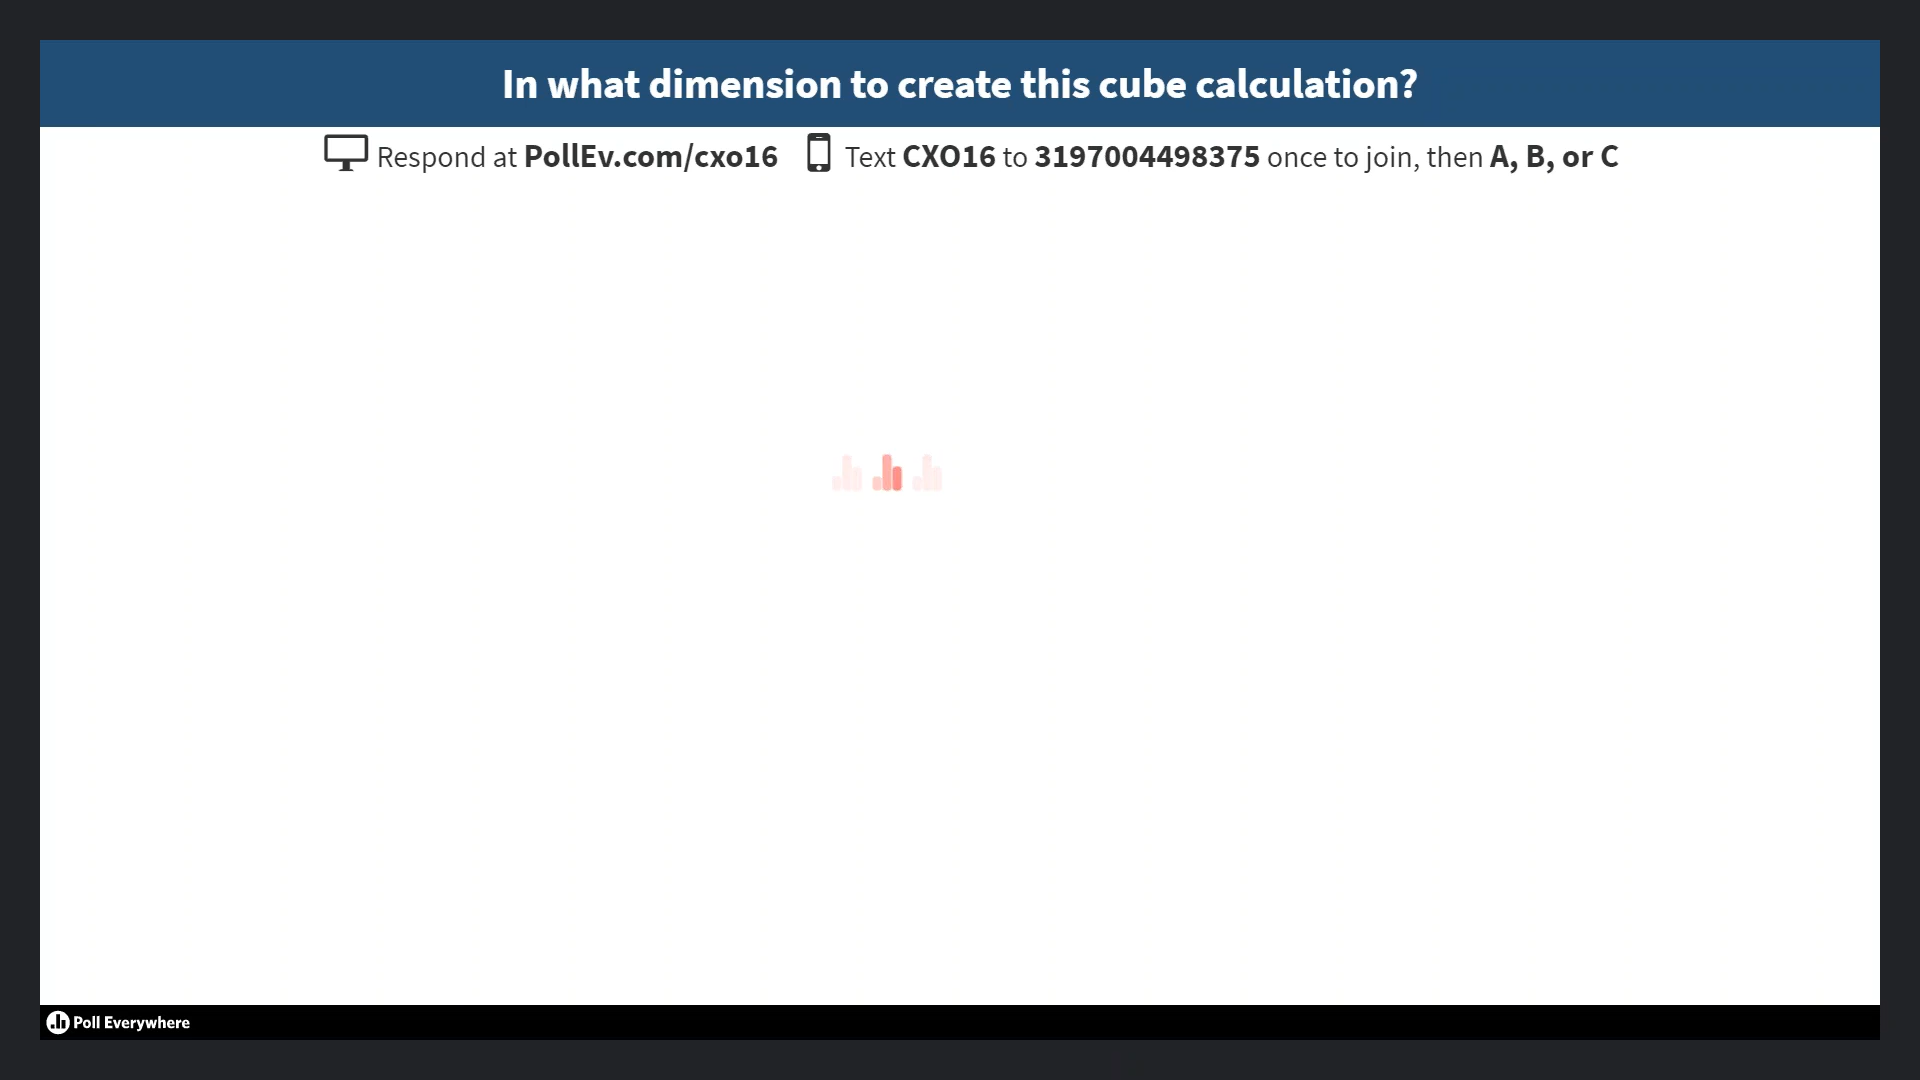 In what dimension to create this cube calculation?
Respond at PollEv.com/cxo16 Text CXO16 to 3197004498375 once to join, then A, B, or C
Poll Everywhere